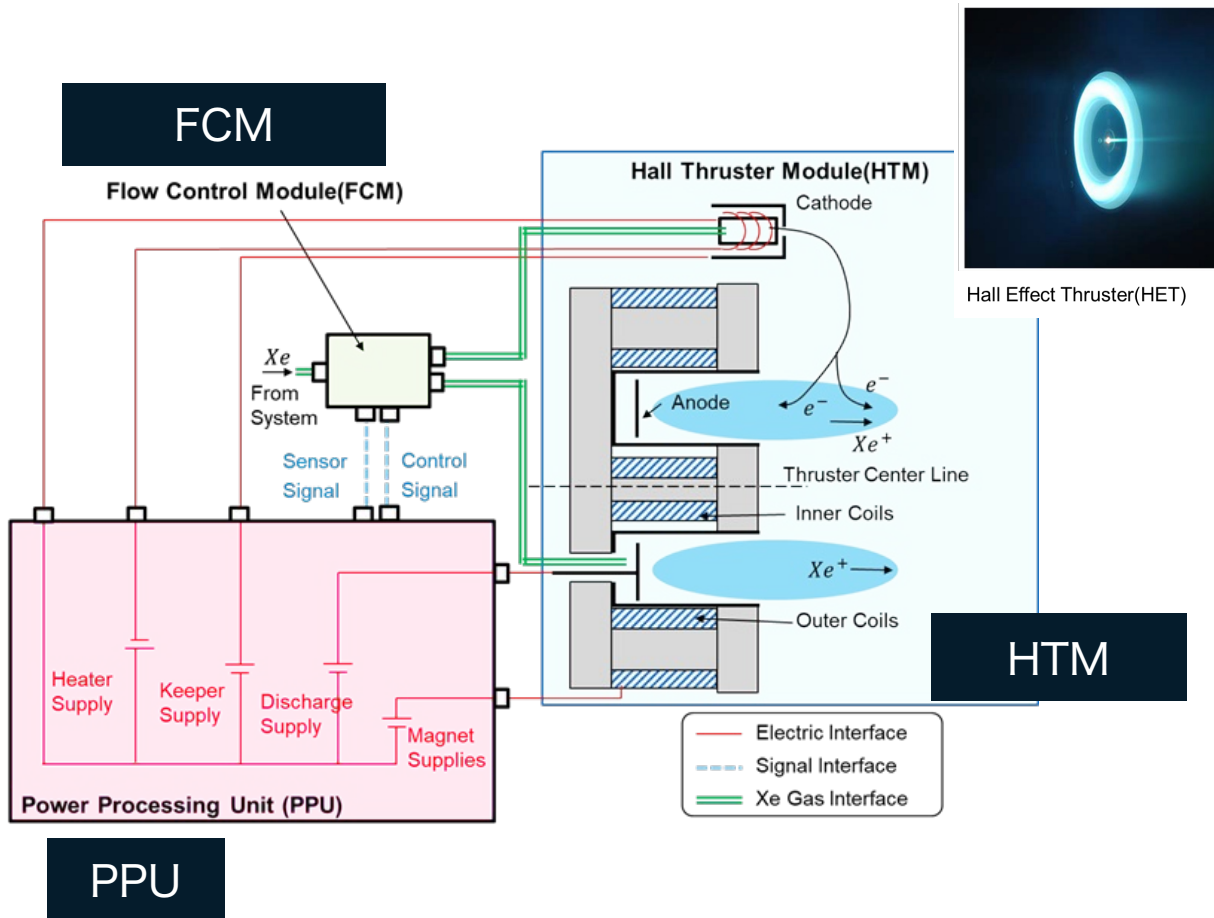 FCM
Flow Control Module(FCM)
Hall Thruster Module(HTM)
Cathode
Hall Effect Thruster(HET)
Xe
From
System
Anode
e⁻
e⁻
Xe⁺
Sensor
Signal
Control
Signal
Thruster Center Line
Inner Coils
Xe⁺
Outer Coils
HTM
Heater
Supply
Keeper
Supply
Discharge
Supply
Magnet
Supplies
Power Processing Unit (PPU)
Electric Interface
Signal Interface
Xe Gas Interface
PPU